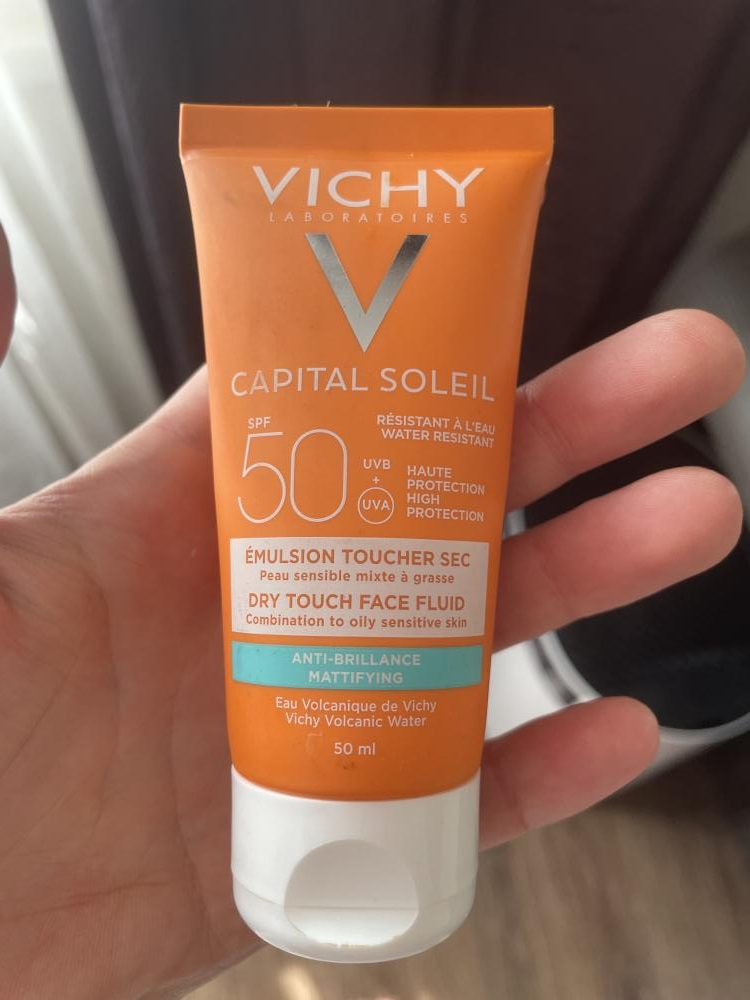 VICHY
LABORATOIRES
V
CAPITAL SOLEIL
SPF
50
RÉSISTANT À L'EAU
WATER RESISTANT
UVB
+
UVA
HAUTE
PROTECTION
HIGH
PROTECTION
ÉMULSION TOUCHER SEC
Peau sensible mixte à grasse
DRY TOUCH FACE FLUID
Combination to oily sensitive skin
ANTI-BRILLANCE
MATTIFYING
Eau Volcanique de Vichy
Vichy Volcanic Water
50 ml